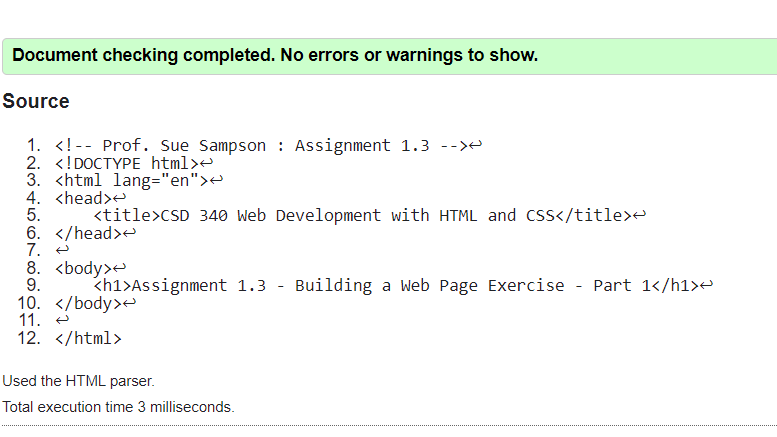 Document checking completed. No errors or warnings to show.
Source
1. <!-- Prof. Sue Sampson : Assignment 1.3 -->↩
2. <!DOCTYPE html>↩
3. <html lang="en">↩
4. <head>↩
5.     <title>CSD 340 Web Development with HTML and CSS</title>↩
6. </head>↩
7. ↩
8. <body>↩
9.     <h1>Assignment 1.3 - Building a Web Page Exercise - Part 1</h1>↩
10. </body>↩
11. ↩
12. </html>
Used the HTML parser.
Total execution time 3 milliseconds.